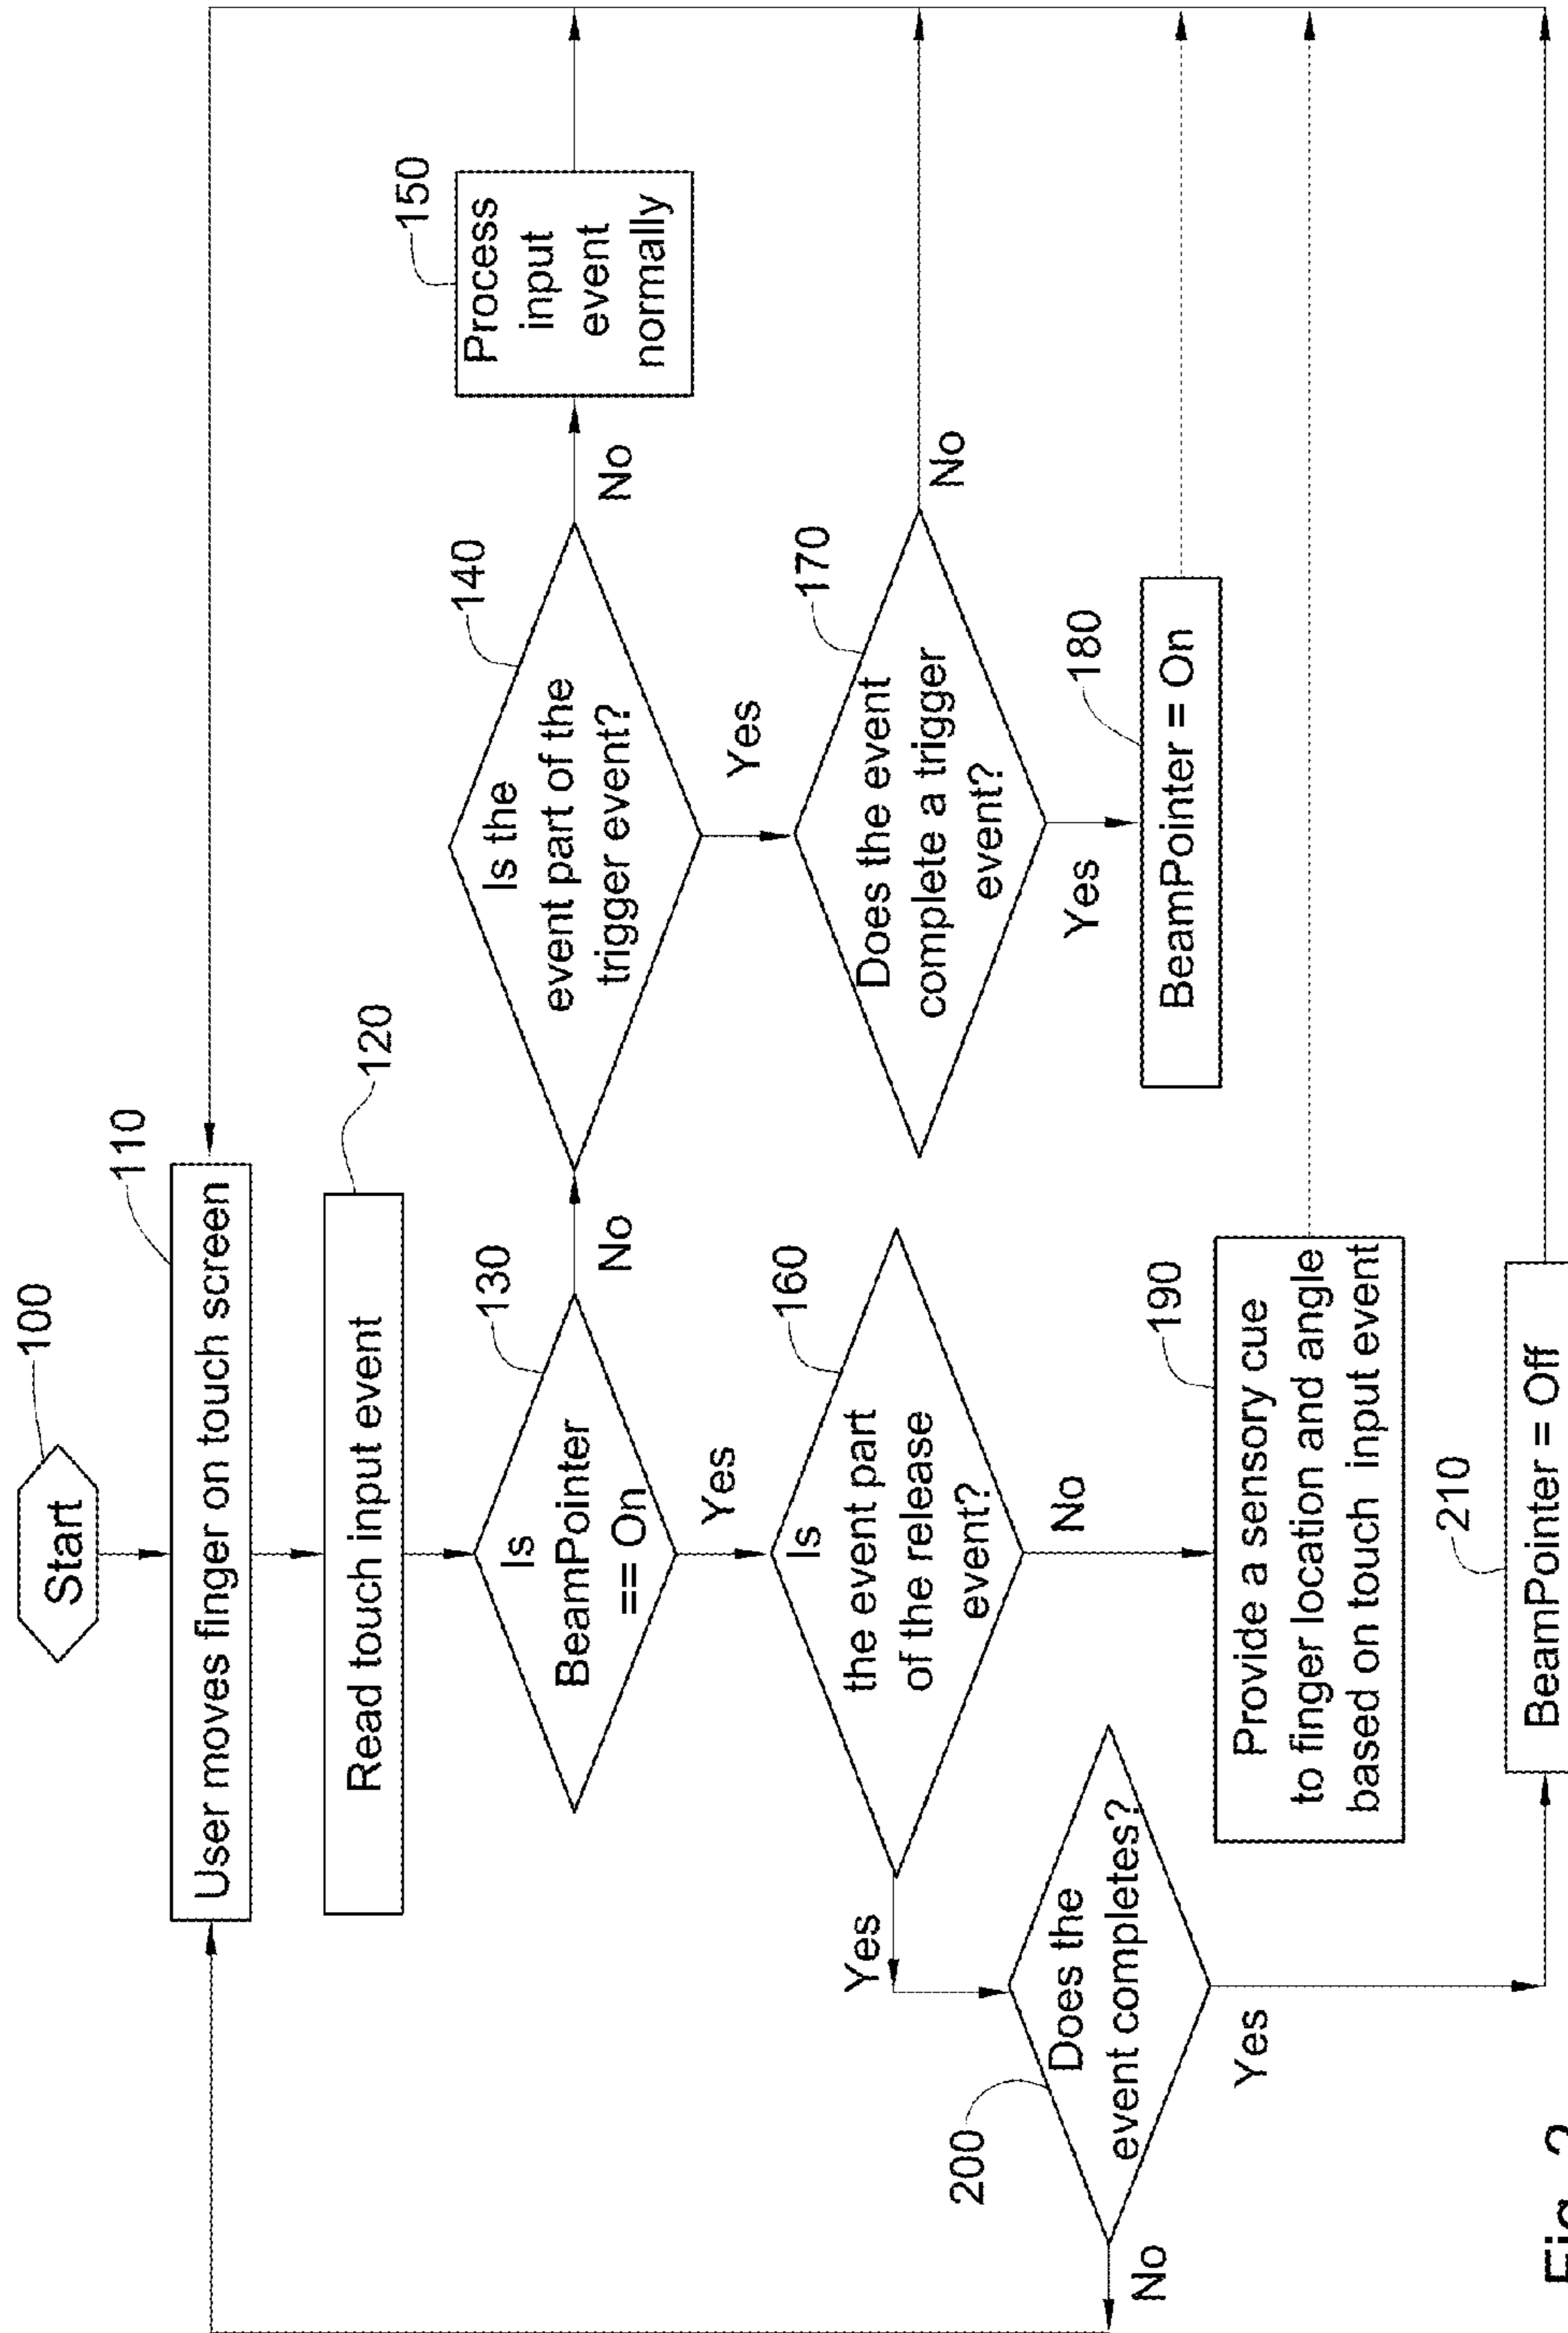 Start
100
User moves finger on touch screen
110
Read touch input event
120
Is
BeamPointer
== On
130
No
Yes
Is the
event part of the
trigger event?
140
No
Yes
Process
input
event
normally
150
Is
the event part
of the release
event?
160
Yes
No
Does the event
complete a trigger
event?
170
No
Yes
BeamPointer = On
180
Provide a sensory cue
to finger location and angle
based on touch input event
190
Does the
event completes?
200
No
Yes
BeamPointer = Off
210
Fig.